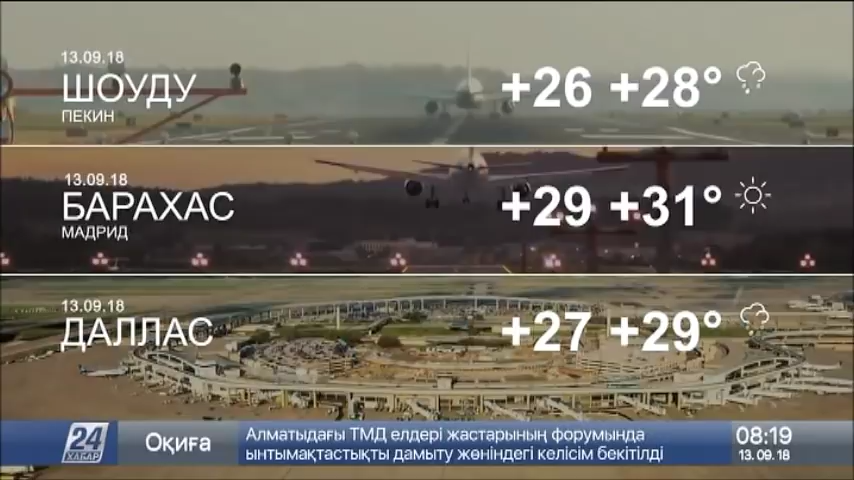 13.09.18
ШОУДУ
ПЕКИН
+26 +28°
13.09.18
БАРАХАС
МАДРИД
+29 +31°
13.09.18
ДАЛЛАС
+27 +29°
24
ХАБАР
Оқиға
Алматыдағы ТМД елдері жастарының форумында
ынтымақтастықты дамыту жөніндегі келісім бекітілді
08:19
13.09.18